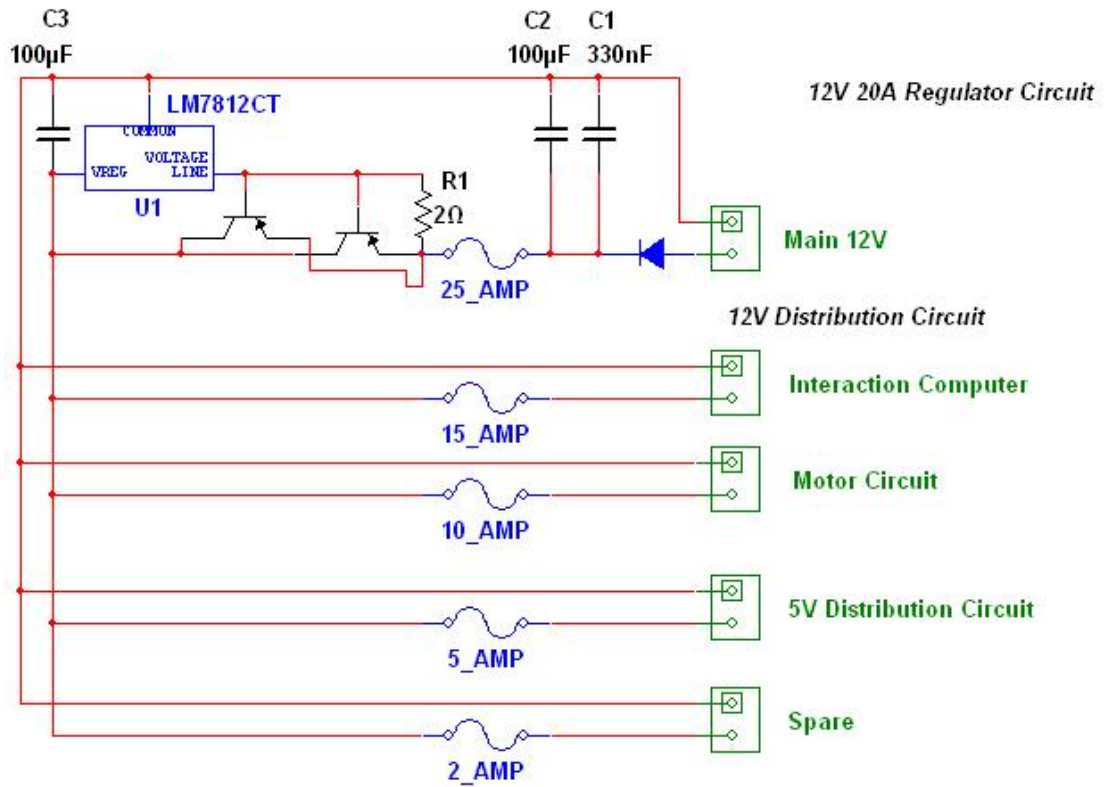 C3
100µF
C2
100µF
C1
330nF
12V 20A Regulator Circuit
LM7812CT
COMMON
VOLTAGE
VREG
LINE
U1
R1
2Ω
25_AMP
Main 12V
12V Distribution Circuit
15_AMP
Interaction Computer
10_AMP
Motor Circuit
5_AMP
5V Distribution Circuit
2_AMP
Spare